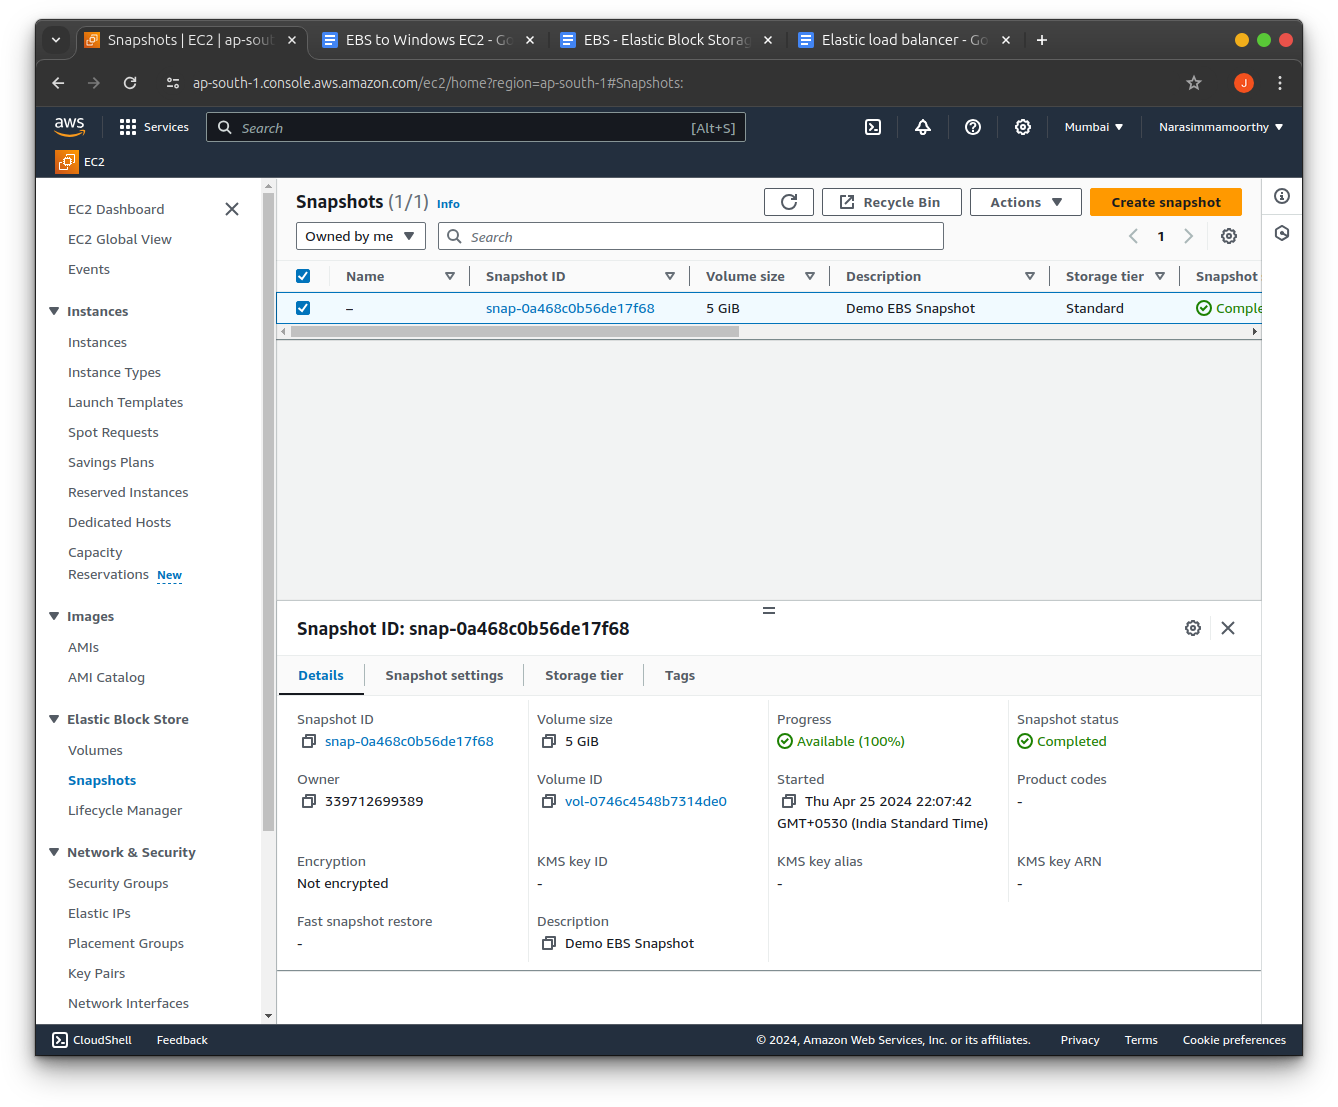 Snapshots | EC2 | ap-sout
EBS to Windows EC2 - Go
EBS - Elastic Block Storag
Elastic load balancer - Go
ap-south-1.console.aws.amazon.com/ec2/home?region=ap-south-1#Snapshots:
J
aws
Services
Search
[Alt+S]
Mumbai
Narasimmamoorthy
EC2
EC2 Dashboard
EC2 Global View
Events
Instances
Instances
Instance Types
Launch Templates
Spot Requests
Savings Plans
Reserved Instances
Dedicated Hosts
Capacity
Reservations New
Images
AMIs
AMI Catalog
Elastic Block Store
Volumes
Snapshots
Lifecycle Manager
Network & Security
Security Groups
Elastic IPs
Placement Groups
Key Pairs
Network Interfaces
Snapshots (1/1) Info
Recycle Bin
Actions
Create snapshot
Owned by me
Search
1
Name Snapshot ID Volume size Description Storage tier Snapshot
– snap-0a468c0b56de17f68 5 GiB Demo EBS Snapshot Standard Comple
Snapshot ID: snap-0a468c0b56de17f68
Details Snapshot settings Storage tier Tags
Snapshot ID
snap-0a468c0b56de17f68
Volume size
5 GiB
Progress
Available (100%)
Snapshot status
Completed
Owner
339712699389
Volume ID
vol-0746c4548b7314de0
Started
Thu Apr 25 2024 22:07:42
GMT+0530 (India Standard Time)
Product codes
-
Encryption
Not encrypted
KMS key ID
-
KMS key alias
-
KMS key ARN
-
Fast snapshot restore
-
Description
Demo EBS Snapshot
CloudShell Feedback © 2024, Amazon Web Services, Inc. or its affiliates. Privacy Terms Cookie preferences